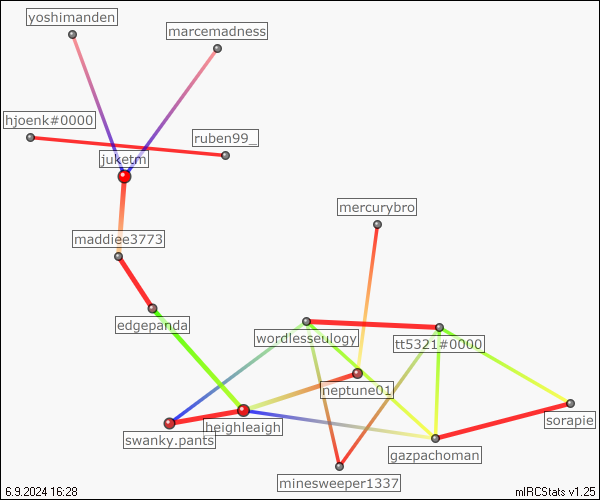 yoshimanden
marcemadness
hjoenk#0000
ruben99_
juketm
mercurybro
maddiee3773
edgepanda
wordlesseulogy
tt5321#0000
neptune01
sorapie
heighleaigh
swanky.pants
gazpachoman
minesweeper1337
6.9.2024 16:28
mIRCStats v1.25